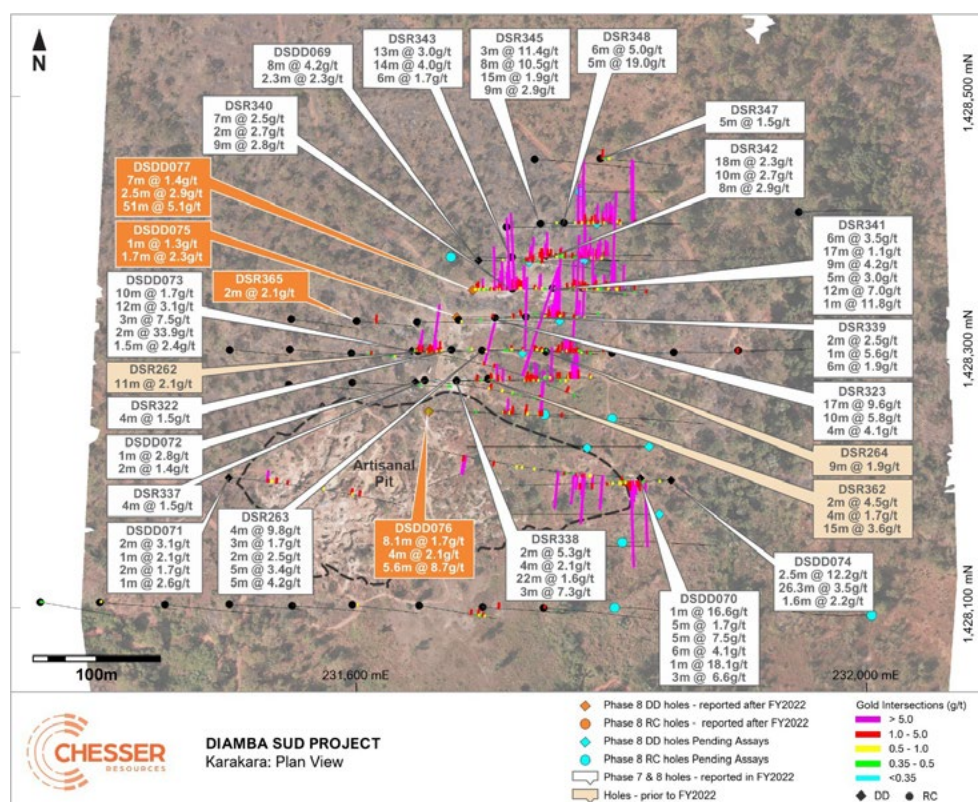 N
DSDD069
8m @ 4.2g/t
2.3m @ 2.3g/t
DSR343
13m @ 3.0g/t
14m @ 4.0g/t
6m @ 1.7g/t
DSR345
3m @ 11.4g/t
8m @ 10.5g/t
15m @ 1.9g/t
9m @ 2.9g/t
DSR348
6m @ 5.0g/t
5m @ 19.0g/t
DSR340
7m @ 2.5g/t
2m @ 2.7g/t
9m @ 2.8g/t
DSR347
5m @ 1.5g/t
DSR342
18m @ 2.3g/t
10m @ 2.7g/t
8m @ 2.9g/t
DSDD077
7m @ 1.4g/t
2.5m @ 2.9g/t
51m @ 5.1g/t
DSDD075
1m @ 1.3g/t
1.7m @ 2.3g/t
DSR341
6m @ 3.5g/t
17m @ 1.1g/t
9m @ 4.2g/t
5m @ 3.0g/t
12m @ 7.0g/t
1m @ 11.8g/t
DSDD073
10m @ 1.7g/t
12m @ 3.1g/t
3m @ 7.5g/t
2m @ 33.9g/t
1.5m @ 2.4g/t
DSR365
2m @ 2.1g/t
DSR339
2m @ 2.5g/t
1m @ 5.6g/t
6m @ 1.9g/t
DSR262
11m @ 2.1g/t
DSR322
4m @ 1.5g/t
DSR323
17m @ 9.6g/t
10m @ 5.8g/t
4m @ 4.1g/t
DSDD072
1m @ 2.8g/t
2m @ 1.4g/t
DSR264
9m @ 1.9g/t
DSR337
4m @ 1.5g/t
Artisanal
Pit
DSR362
2m @ 4.5g/t
4m @ 1.7g/t
15m @ 3.6g/t
DSDD071
2m @ 3.1g/t
1m @ 2.1g/t
2m @ 1.7g/t
1m @ 2.6g/t
DSR263
4m @ 9.8g/t
3m @ 1.7g/t
2m @ 2.5g/t
5m @ 3.4g/t
5m @ 4.2g/t
DSDD076
8.1m @ 1.7g/t
4m @ 2.1g/t
5.6m @ 8.7g/t
DSR338
2m @ 5.3g/t
4m @ 2.1g/t
22m @ 1.6g/t
3m @ 7.3g/t
DSDD074
2.5m @ 12.2g/t
26.3m @ 3.5g/t
1.6m @ 2.2g/t
DSDD070
1m @ 16.6g/t
5m @ 1.7g/t
5m @ 7.5g/t
6m @ 4.1g/t
1m @ 18.1g/t
3m @ 6.6g/t
1,428,500 mN
1,428,300 mN
1,428,100 mN
100m
231,600 mE
232,000 mE
CHESSER
RESOURCES
DIAMBA SUD PROJECT
Karakara: Plan View
Phase 8 DD holes - reported after FY2022
Phase 8 RC holes - reported after FY2022
Phase 8 DD holes Pending Assays
Phase 8 RC holes Pending Assays
Phase 7 & 8 holes - reported in FY2022
Holes - prior to FY2022
Gold Intersections (g/t)
> 5.0
1.0 - 5.0
0.5 - 1.0
0.35 - 0.5
<0.35
DD
RC